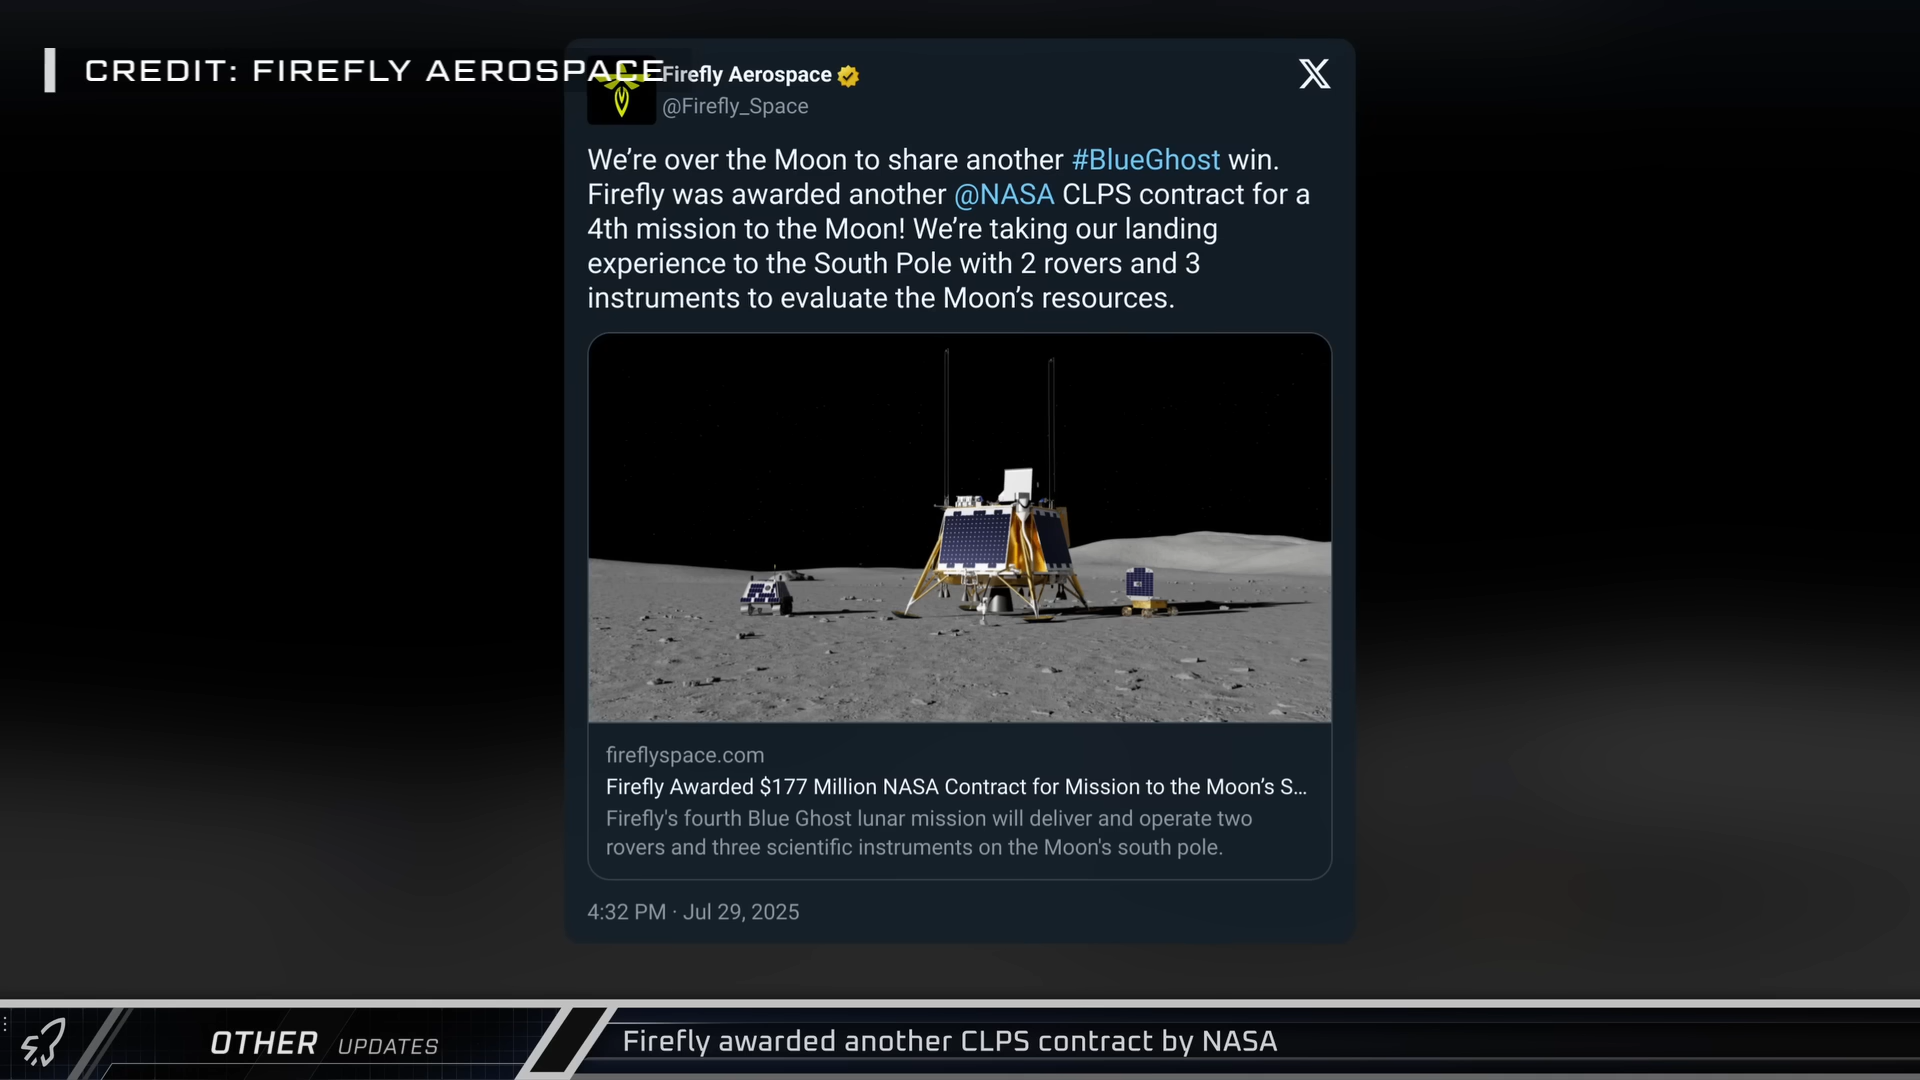 CREDIT: FIREFLY AEROSPACE
Firefly Aerospace
@Firefly_Space
We’re over the Moon to share another #BlueGhost win.
Firefly was awarded another @NASA CLPS contract for a
4th mission to the Moon! We’re taking our landing
experience to the South Pole with 2 rovers and 3
instruments to evaluate the Moon’s resources.
fireflyspace.com
Firefly Awarded $177 Million NASA Contract for Mission to the Moon’s S…
Firefly's fourth Blue Ghost lunar mission will deliver and operate two
rovers and three scientific instruments on the Moon's south pole.
4:32 PM · Jul 29, 2025
OTHER UPDATES
Firefly awarded another CLPS contract by NASA